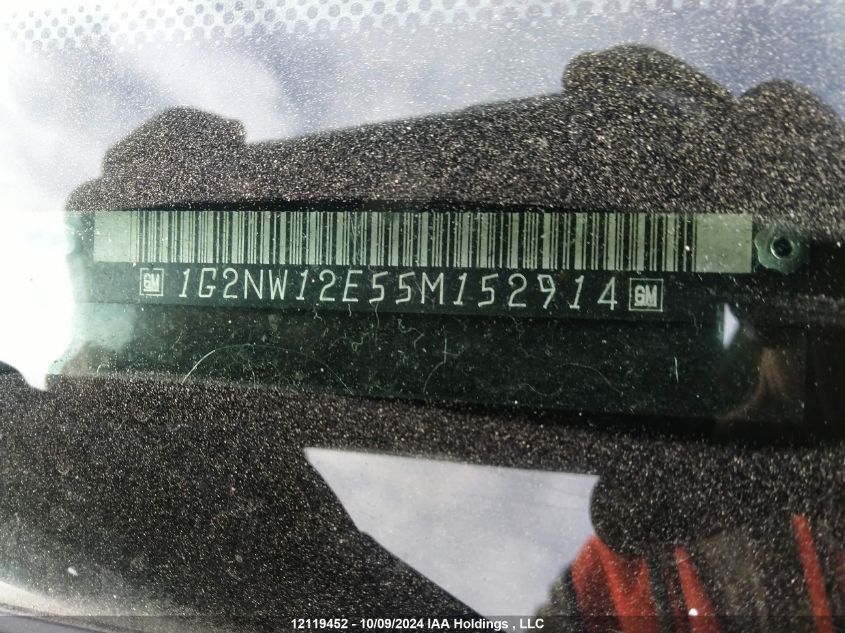 GM 1G2NW12E55M152914 GM
12119452 - 10/09/2024 IAA Holdings , LLC